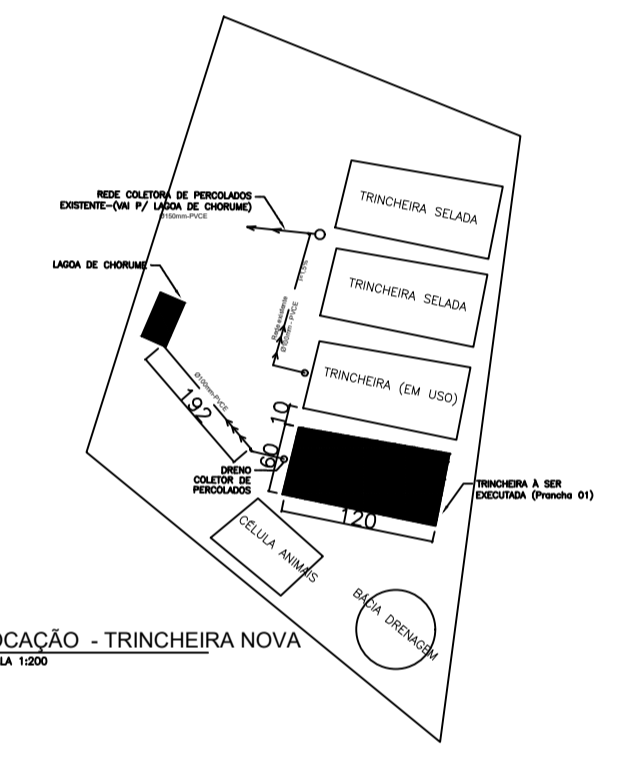 TRINCHEIRA SELADA
REDE COLETORA DE PERCOLADOS
EXISTENTE-(VAI P/ LAGOA DE CHORUME)
Ø150mm-PVCE
LAGOA DE CHORUME
TRINCHEIRA SELADA
Rede existente
TRINCHEIRA (EM USO)
Ø100mm-PVCE
192
10
60
DRENO
COLETOR DE
PERCOLADOS
TRINCHEIRA À SER
EXECUTADA (Prancha 01)
120
CÉLULA ANIMAIS
BACIA DRENAGEM
OCAÇÃO - TRINCHEIRA NOVA
LA 1:200